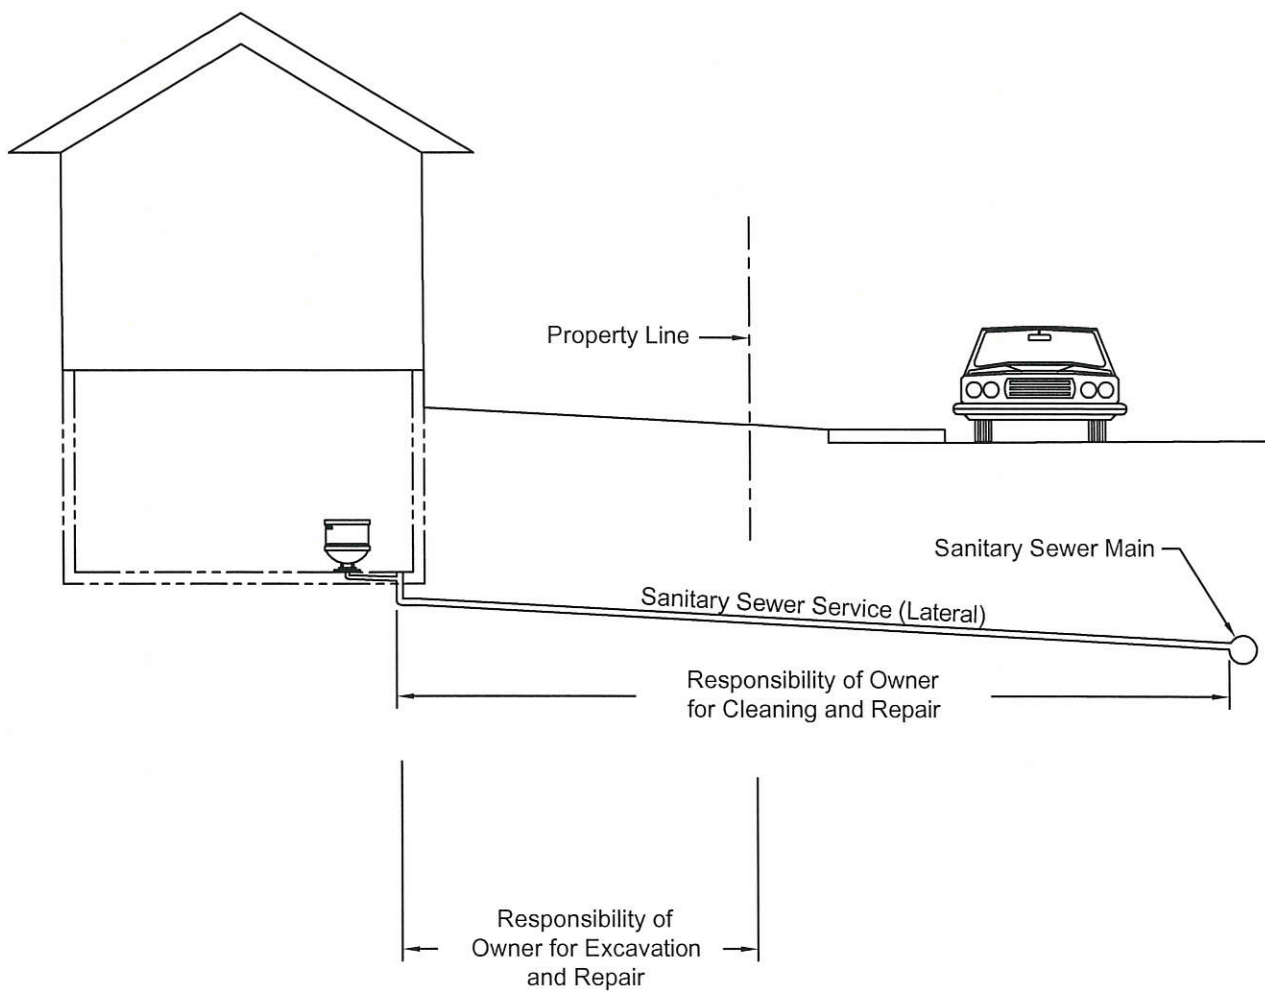 Property Line
Sanitary Sewer Main
Sanitary Sewer Service (Lateral)
Responsibility of Owner
for Cleaning and Repair
Responsibility of
Owner for Excavation
and Repair